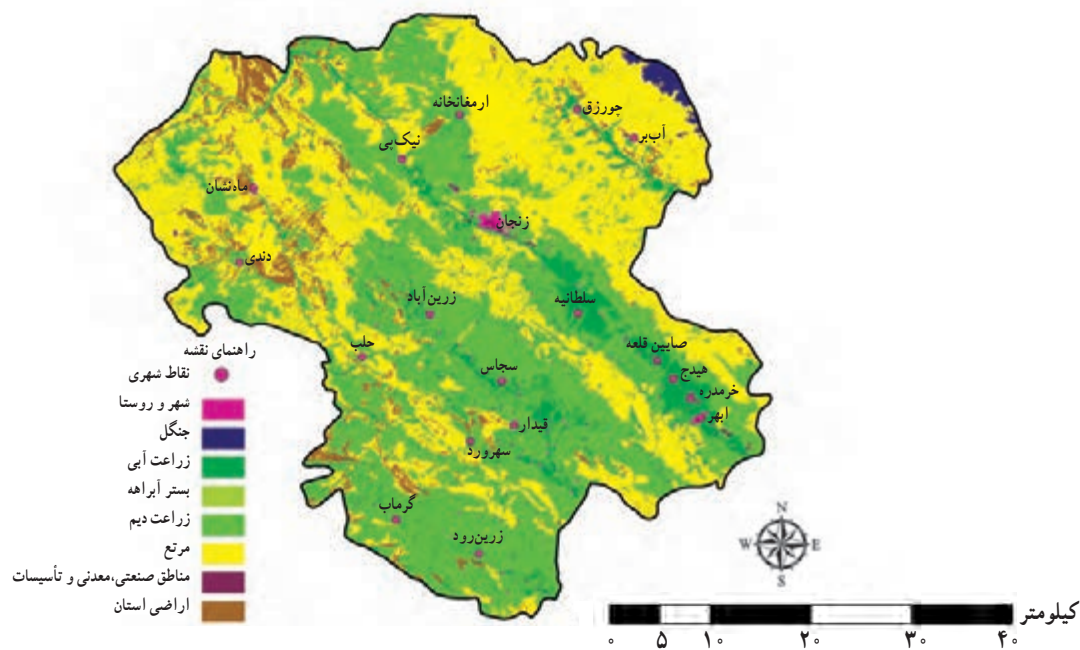 چورزق
ارمغانخانه
آب‌بر
نیک‌پی
ماه‌نشان
زنجان
دندی
زرین‌آباد
سلطانیه
حلب
صایین قلعه
سجاس
هیدج
خرمدره
ابهر
قیدار
سهرورد
گرماب
زرین‌رود
راهنمای نقشه
نقاط شهری
شهر و روستا
جنگل
زراعت آبی
بستر آبراهه
زراعت دیم
مرتع
مناطق صنعتی،معدنی و تأسیسات
اراضی استان
N
W E
S
کیلومتر
۰ ۵ ۱۰ ۲۰ ۳۰ ۴۰